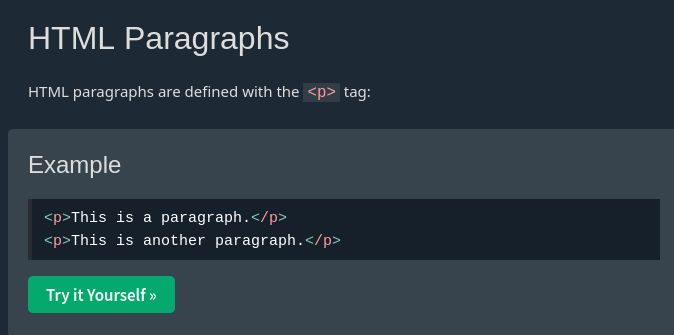 HTML Paragraphs
HTML paragraphs are defined with the <p> tag:
Example
<p>This is a paragraph.</p>
<p>This is another paragraph.</p>
Try it Yourself »